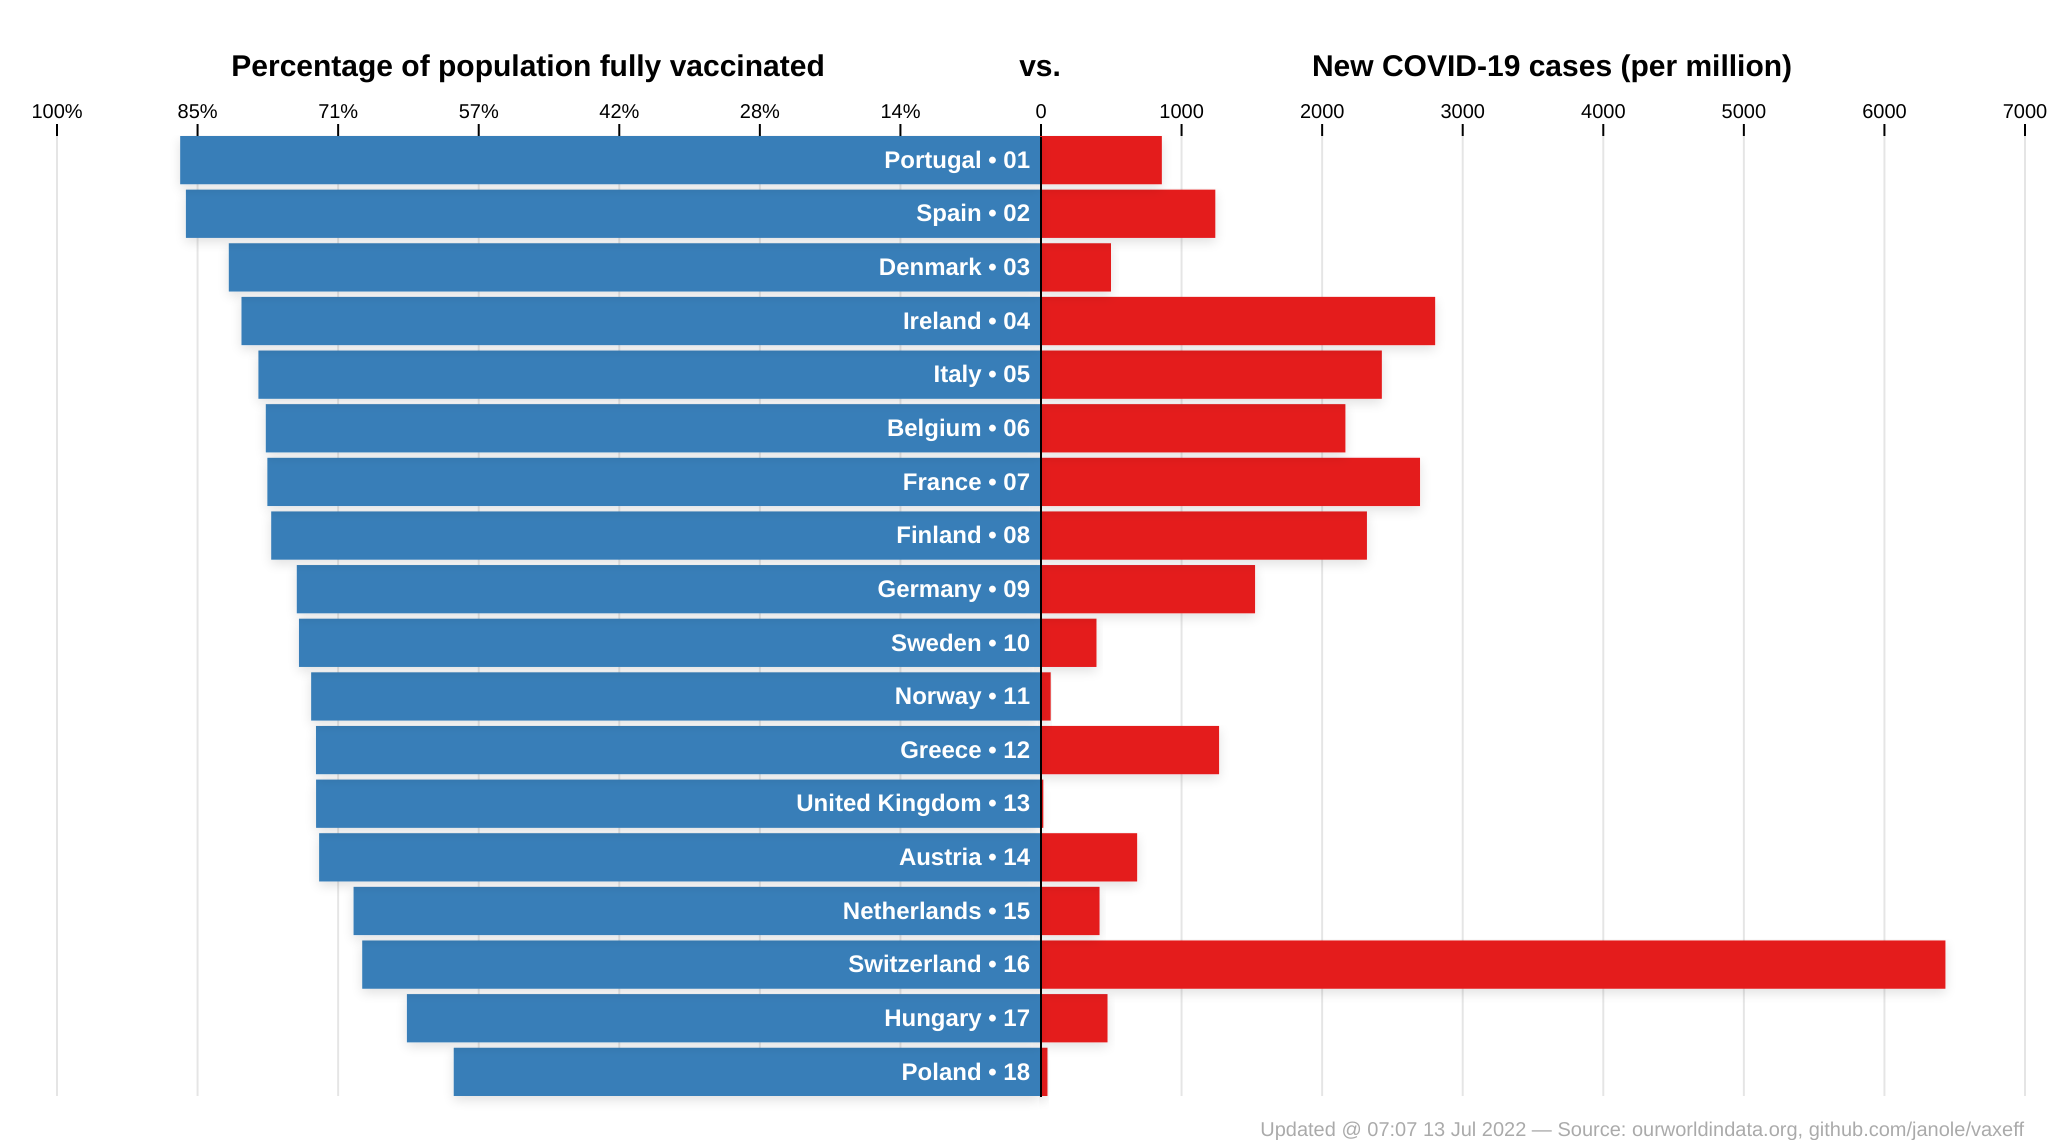 Percentage of population fully vaccinated vs. New COVID-19 cases (per million)
100% 85% 71% 57% 42% 28% 14% 0 1000 2000 3000 4000 5000 6000 7000
Portugal • 01
Spain • 02
Denmark • 03
Ireland • 04
Italy • 05
Belgium • 06
France • 07
Finland • 08
Germany • 09
Sweden • 10
Norway • 11
Greece • 12
United Kingdom • 13
Austria • 14
Netherlands • 15
Switzerland • 16
Hungary • 17
Poland • 18
Updated @ 07:07 13 Jul 2022 — Source: ourworldindata.org, github.com/janole/vaxeff